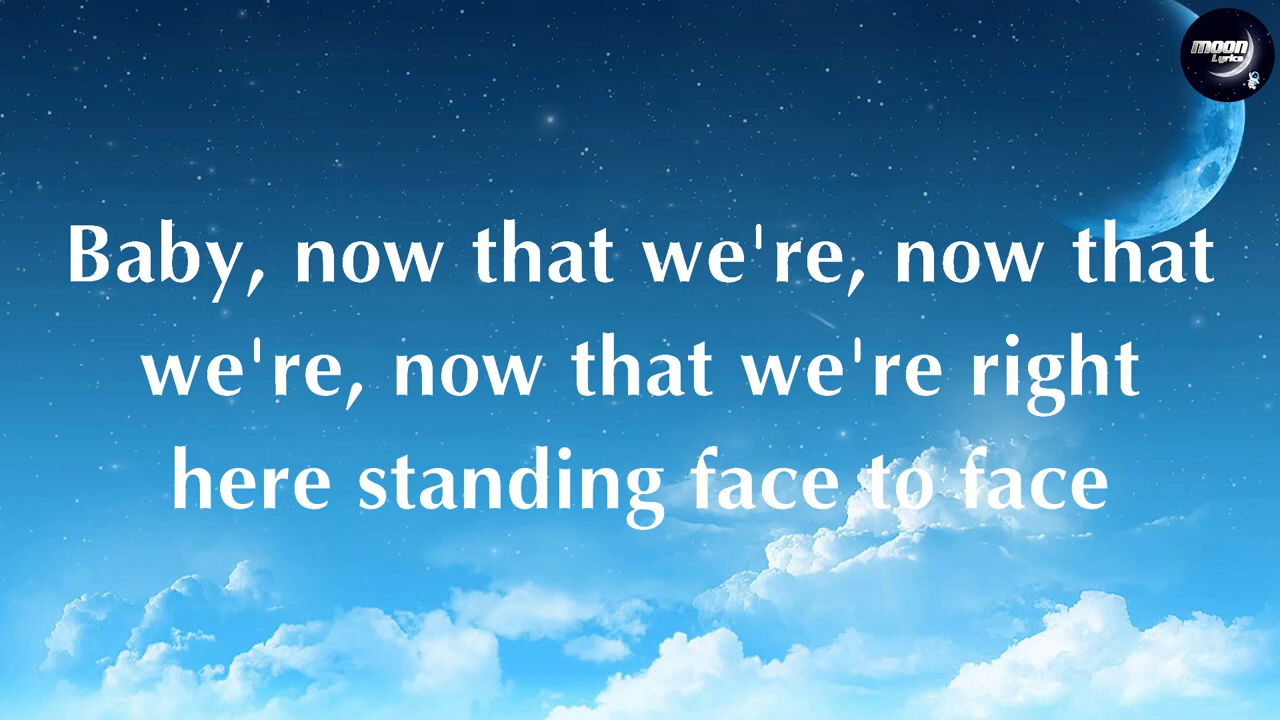 moon
Lyrics
Baby, now that we're, now that
we're, now that we're right
here standing face to face